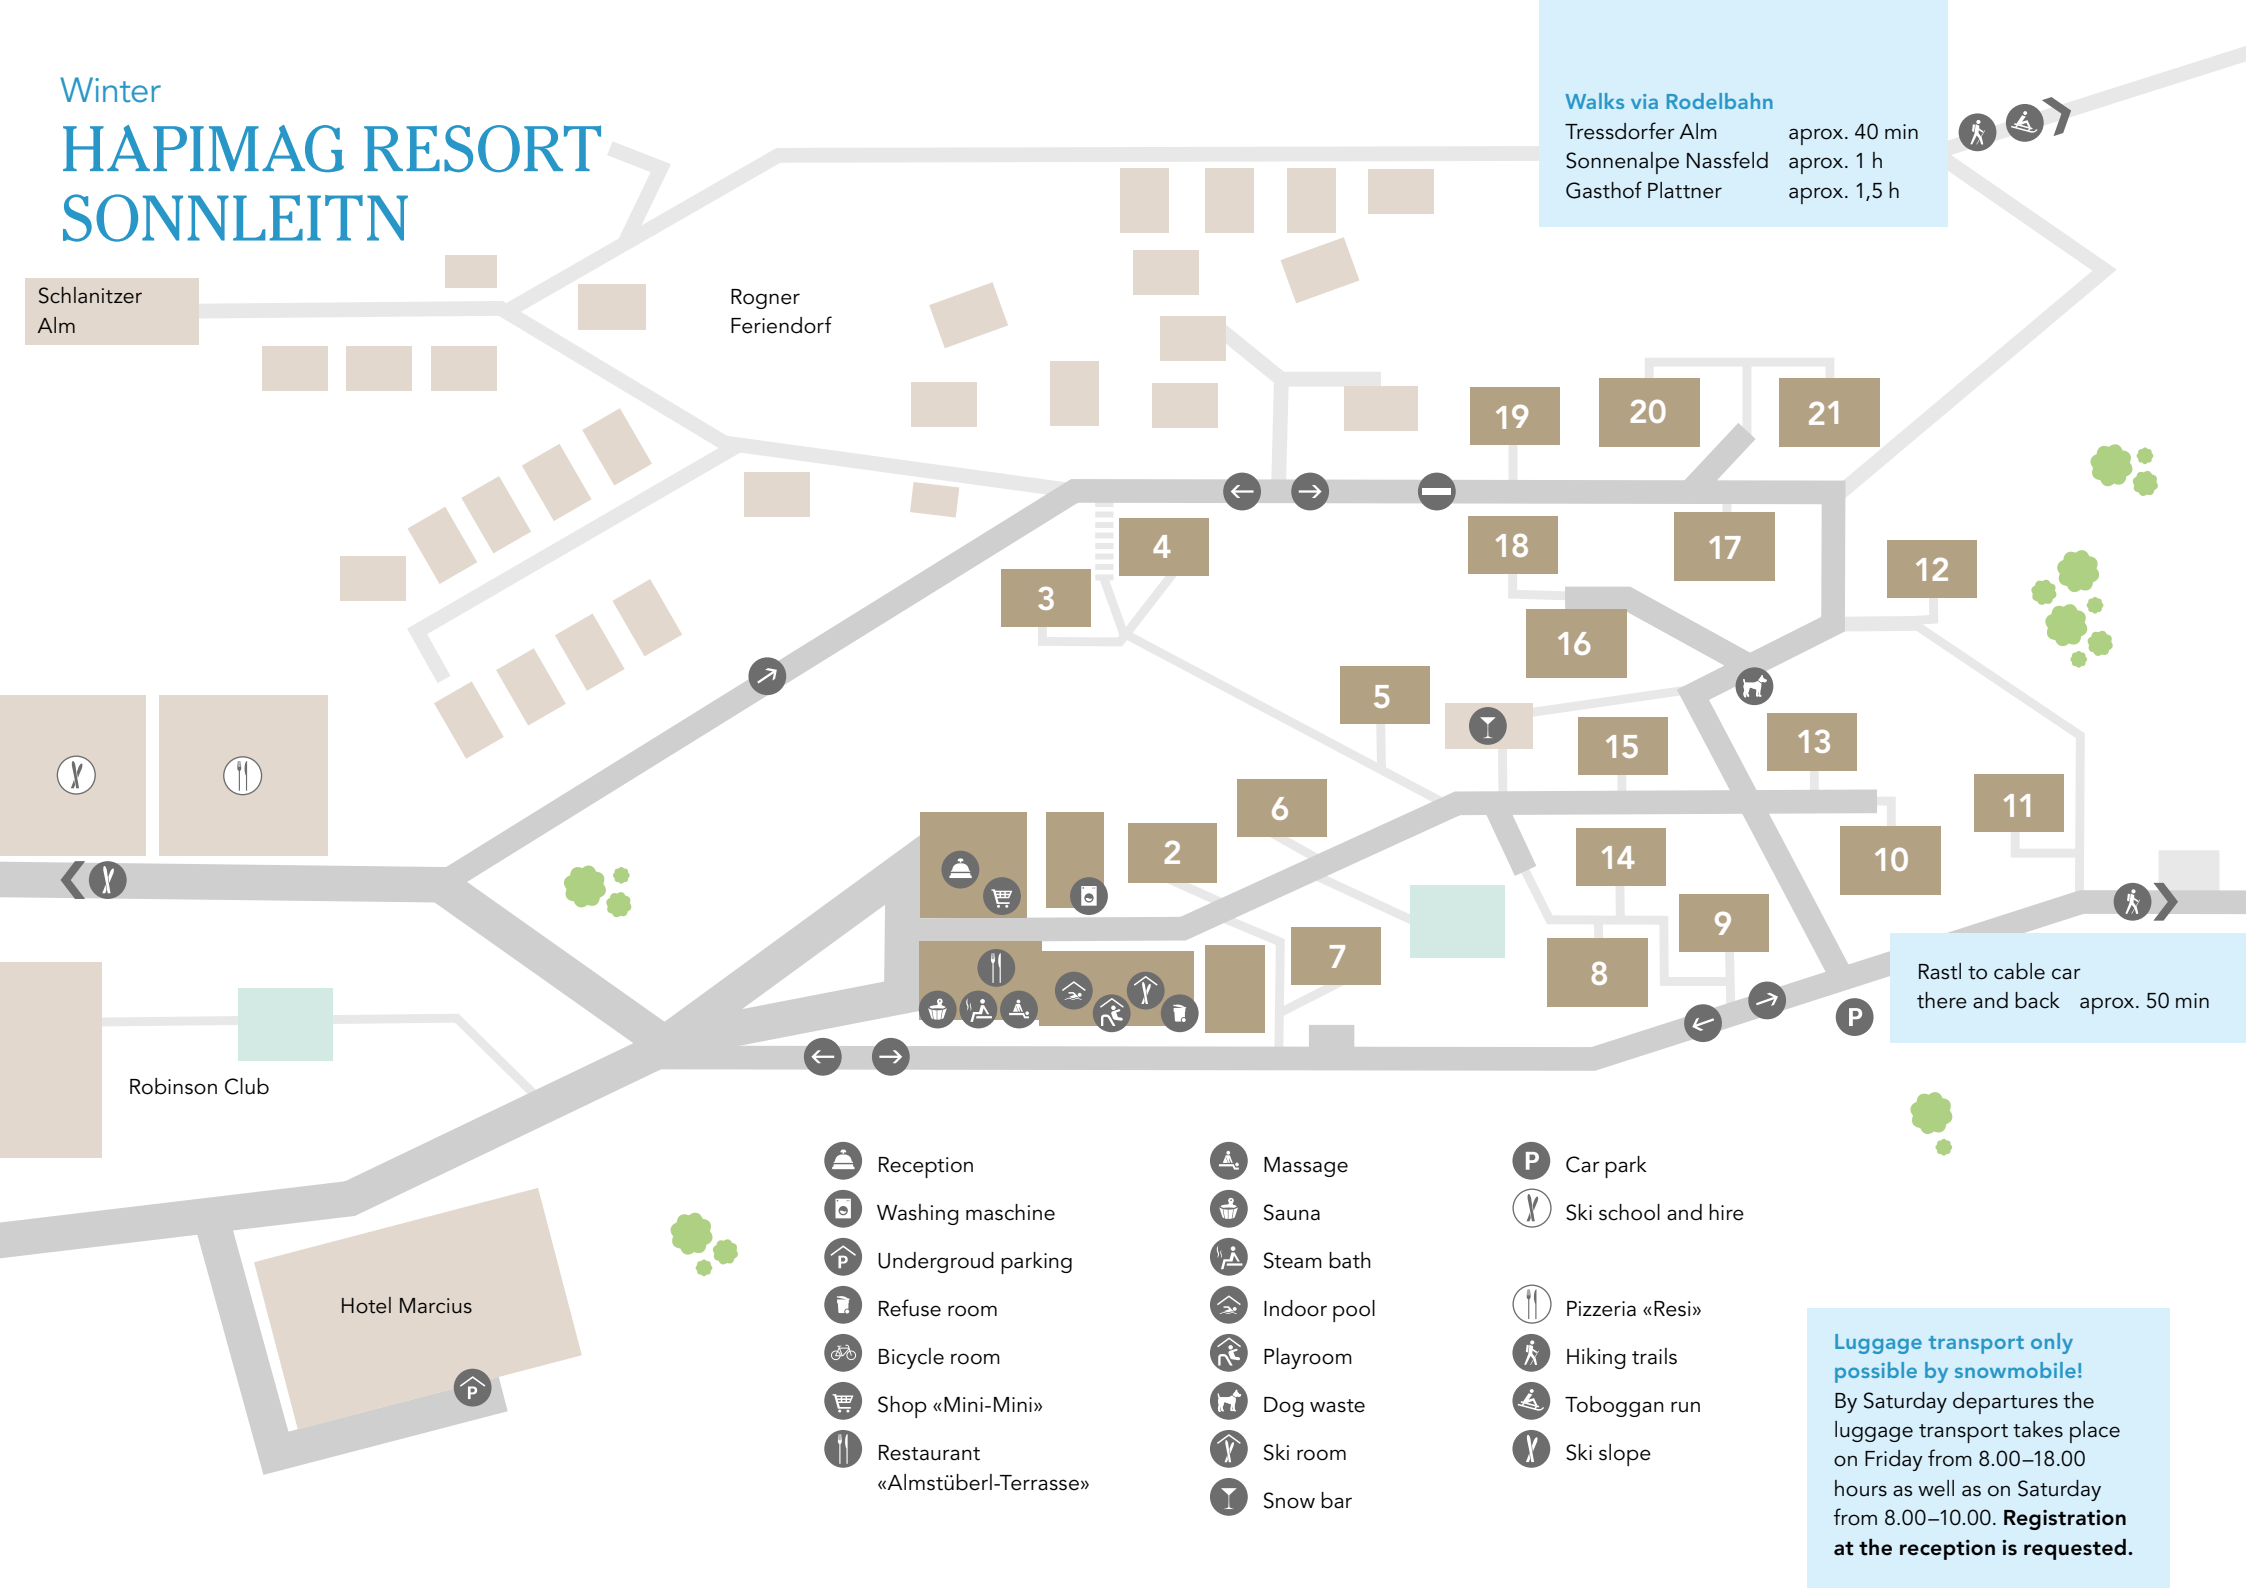 Winter
HAPIMAG RESORT
SONNLEITN
Walks via Rodelbahn
Tressdorfer Alm aprox. 40 min
Sonnenalpe Nassfeld aprox. 1 h
Gasthof Plattner aprox. 1,5 h
Schlanitzer
Alm
Rogner
Feriendorf
19
20
21
4
18
17
12
3
16
5
15
13
6
11
2
14
10
9
7
8
P
Rastl to cable car
there and back aprox. 50 min
Robinson Club
Hotel Marcius
P
Reception
Washing maschine
P
Undergroud parking
Refuse room
Bicycle room
Shop «Mini-Mini»
Restaurant
«Almstüberl-Terrasse»
Massage
Sauna
Steam bath
Indoor pool
Playroom
Dog waste
Ski room
Snow bar
P
Car park
Ski school and hire
Pizzeria «Resi»
Hiking trails
Toboggan run
Ski slope
Luggage transport only
possible by snowmobile!
By Saturday departures the
luggage transport takes place
on Friday from 8.00–18.00
hours as well as on Saturday
from 8.00–10.00. Registration
at the reception is requested.